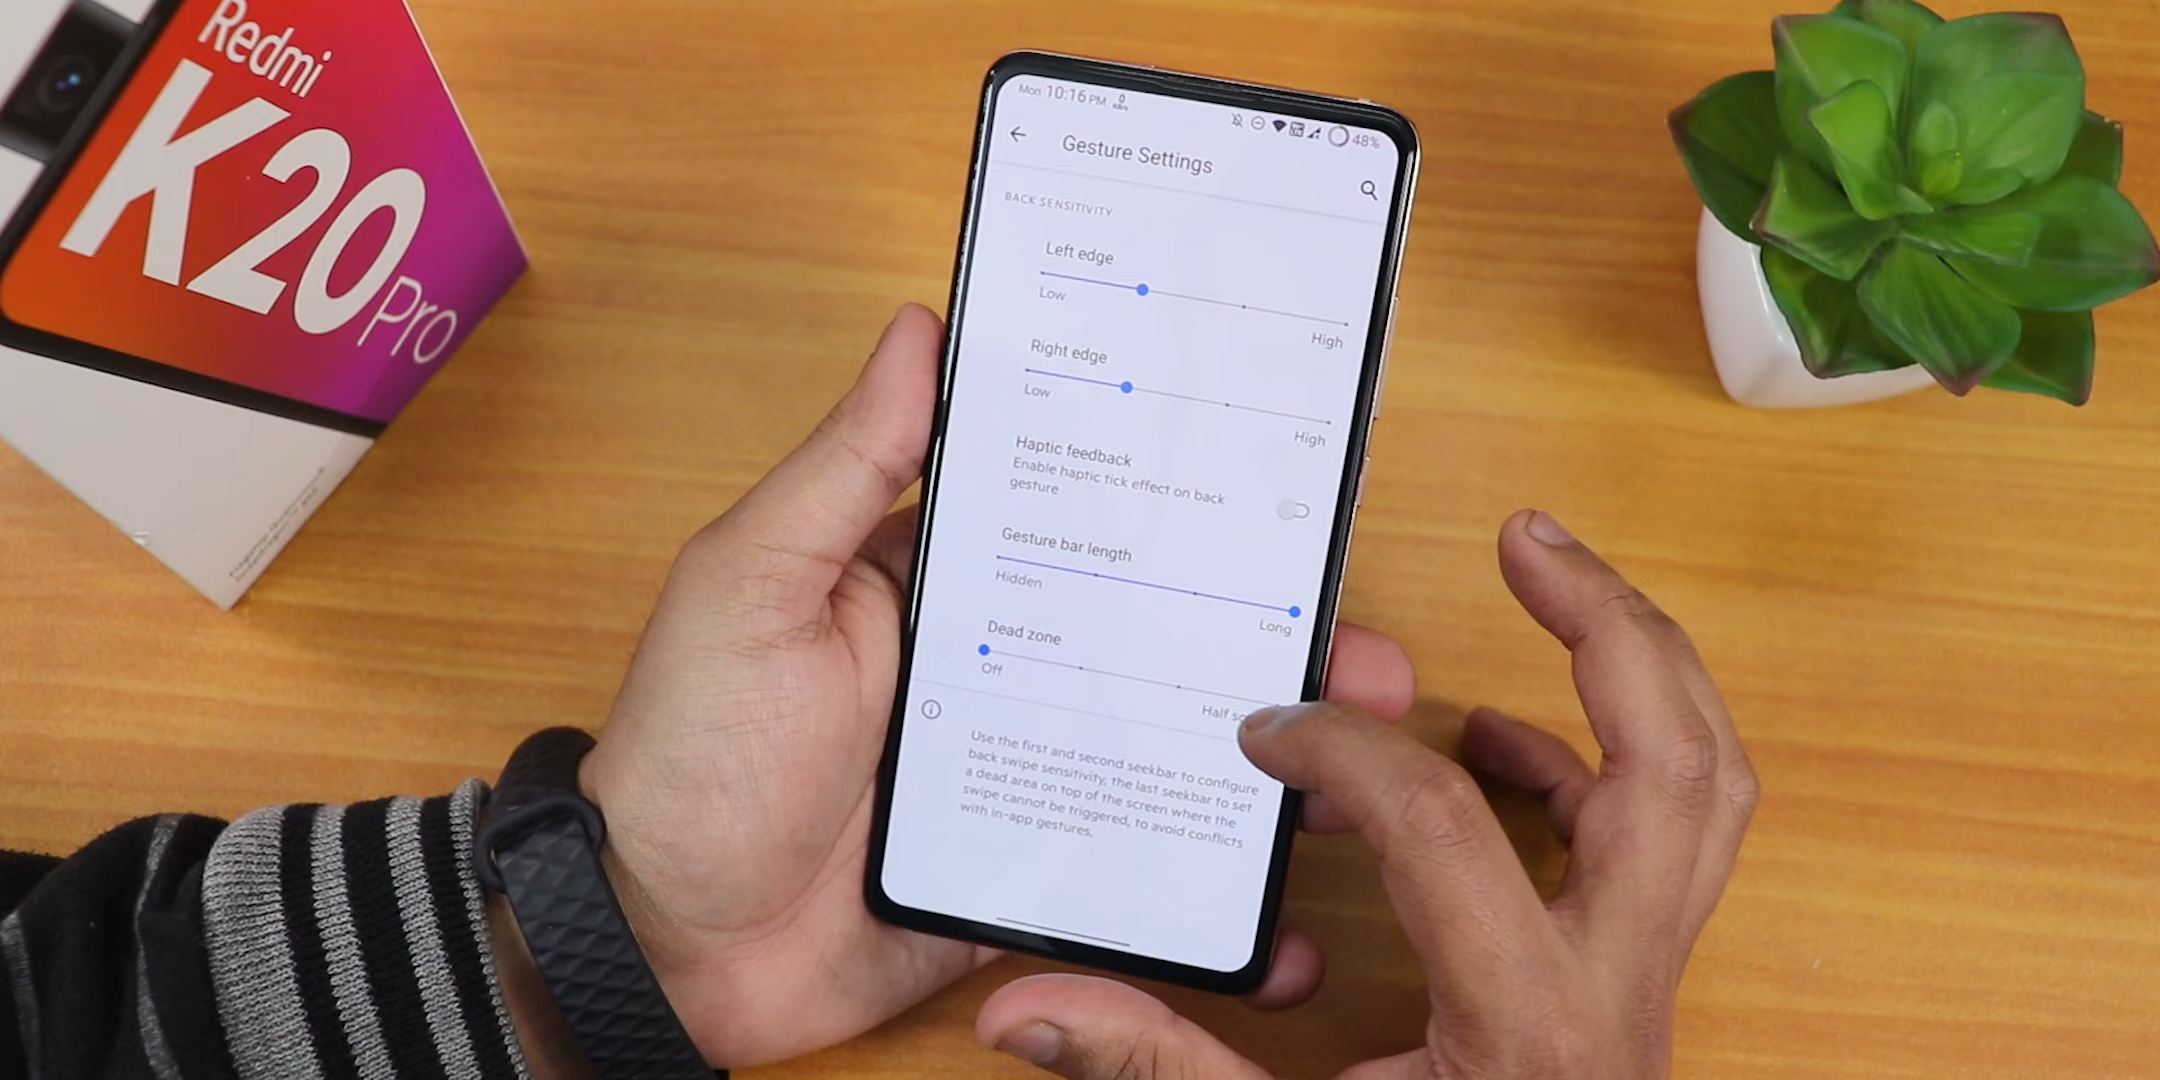 Redmi
K20 Pro
Mon 10:16 PM 0 KB/s
48%
Gesture Settings
BACK SENSITIVITY
Left edge
Low
High
Right edge
Low
High
Haptic feedback
Enable haptic tick effect on back
gesture
Gesture bar length
Hidden
Long
Dead zone
Off
Half
Use the first and second seekbar to configure
back swipe sensitivity, the last seekbar to set
a dead area on top of the screen where the
swipe cannot be triggered, to avoid conflicts
with in-app gestures.